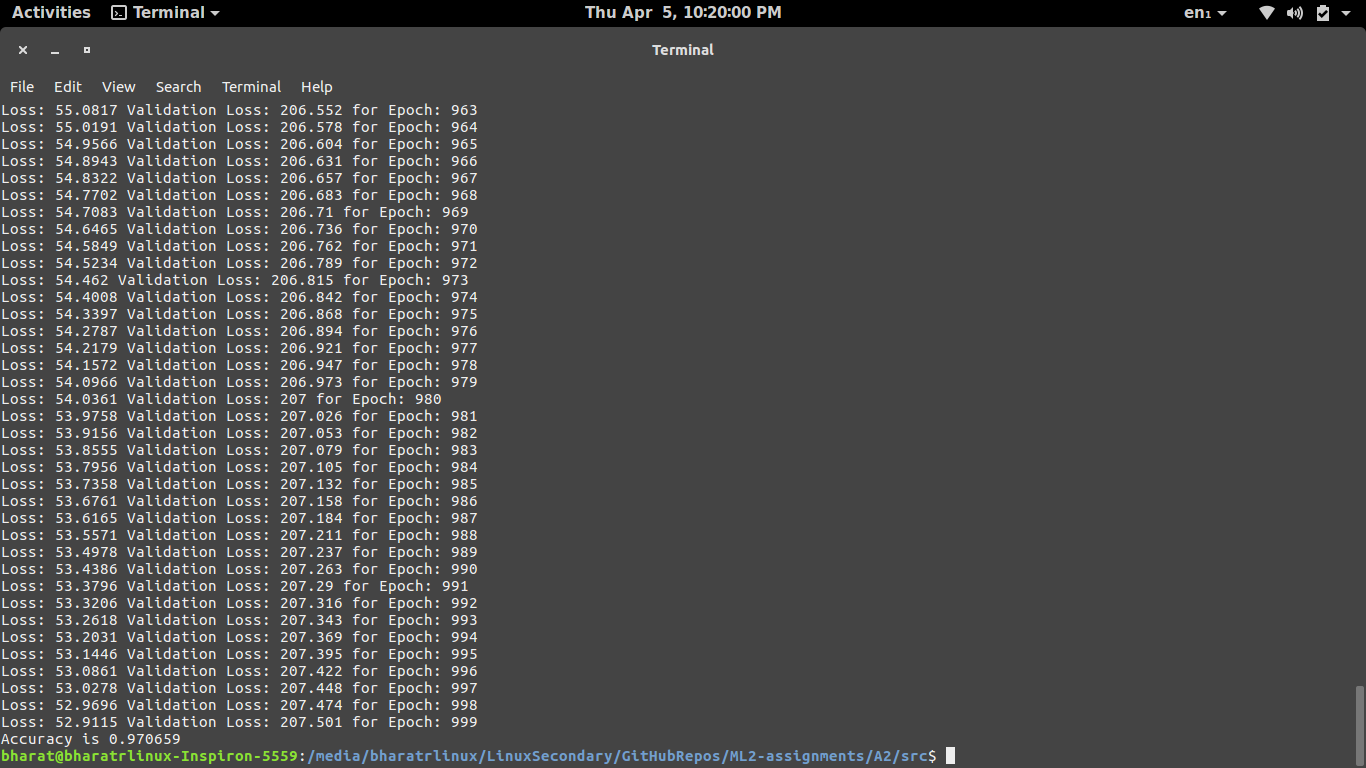 Activities Terminal Thu Apr 5, 10:20:00 PM en₁
Terminal
File Edit View Search Terminal Help
Loss: 55.0817 Validation Loss: 206.552 for Epoch: 963
Loss: 55.0191 Validation Loss: 206.578 for Epoch: 964
Loss: 54.9566 Validation Loss: 206.604 for Epoch: 965
Loss: 54.8943 Validation Loss: 206.631 for Epoch: 966
Loss: 54.8322 Validation Loss: 206.657 for Epoch: 967
Loss: 54.7702 Validation Loss: 206.683 for Epoch: 968
Loss: 54.7083 Validation Loss: 206.71 for Epoch: 969
Loss: 54.6465 Validation Loss: 206.736 for Epoch: 970
Loss: 54.5849 Validation Loss: 206.762 for Epoch: 971
Loss: 54.5234 Validation Loss: 206.789 for Epoch: 972
Loss: 54.462 Validation Loss: 206.815 for Epoch: 973
Loss: 54.4008 Validation Loss: 206.842 for Epoch: 974
Loss: 54.3397 Validation Loss: 206.868 for Epoch: 975
Loss: 54.2787 Validation Loss: 206.894 for Epoch: 976
Loss: 54.2179 Validation Loss: 206.921 for Epoch: 977
Loss: 54.1572 Validation Loss: 206.947 for Epoch: 978
Loss: 54.0966 Validation Loss: 206.973 for Epoch: 979
Loss: 54.0361 Validation Loss: 207 for Epoch: 980
Loss: 53.9758 Validation Loss: 207.026 for Epoch: 981
Loss: 53.9156 Validation Loss: 207.053 for Epoch: 982
Loss: 53.8555 Validation Loss: 207.079 for Epoch: 983
Loss: 53.7956 Validation Loss: 207.105 for Epoch: 984
Loss: 53.7358 Validation Loss: 207.132 for Epoch: 985
Loss: 53.6761 Validation Loss: 207.158 for Epoch: 986
Loss: 53.6165 Validation Loss: 207.184 for Epoch: 987
Loss: 53.5571 Validation Loss: 207.211 for Epoch: 988
Loss: 53.4978 Validation Loss: 207.237 for Epoch: 989
Loss: 53.4386 Validation Loss: 207.263 for Epoch: 990
Loss: 53.3796 Validation Loss: 207.29 for Epoch: 991
Loss: 53.3206 Validation Loss: 207.316 for Epoch: 992
Loss: 53.2618 Validation Loss: 207.343 for Epoch: 993
Loss: 53.2031 Validation Loss: 207.369 for Epoch: 994
Loss: 53.1446 Validation Loss: 207.395 for Epoch: 995
Loss: 53.0861 Validation Loss: 207.422 for Epoch: 996
Loss: 53.0278 Validation Loss: 207.448 for Epoch: 997
Loss: 52.9696 Validation Loss: 207.474 for Epoch: 998
Loss: 52.9115 Validation Loss: 207.501 for Epoch: 999
Accuracy is 0.970659
bharat@bharatrlinux-Inspiron-5559:/media/bharatrlinux/LinuxSecondary/GitHubRepos/ML2-assignments/A2/src$